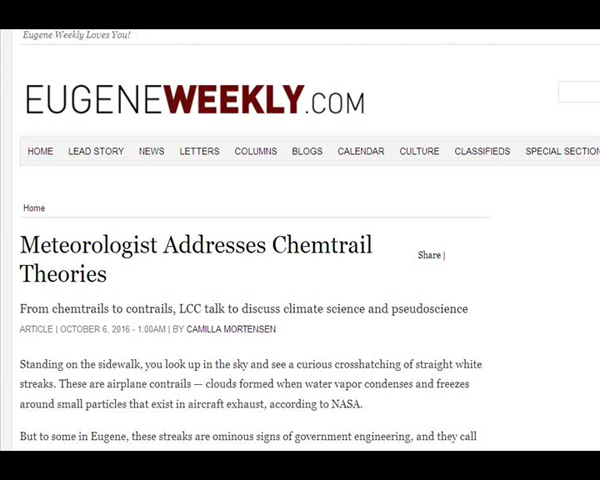 Eugene Weekly Loves You!
EUGENEWEEKLY.COM
HOME LEAD STORY NEWS LETTERS COLUMNS BLOGS CALENDAR CULTURE CLASSIFIEDS SPECIAL SECTION
Home
Meteorologist Addresses Chemtrail
Theories
Share |
From chemtrails to contrails, LCC talk to discuss climate science and pseudoscience
ARTICLE | OCTOBER 6, 2016 - 1:00AM | BY CAMILLA MORTENSEN
Standing on the sidewalk, you look up in the sky and see a curious crosshatching of straight white
streaks. These are airplane contrails — clouds formed when water vapor condenses and freezes
around small particles that exist in aircraft exhaust, according to NASA.
But to some in Eugene, these streaks are ominous signs of government engineering, and they call